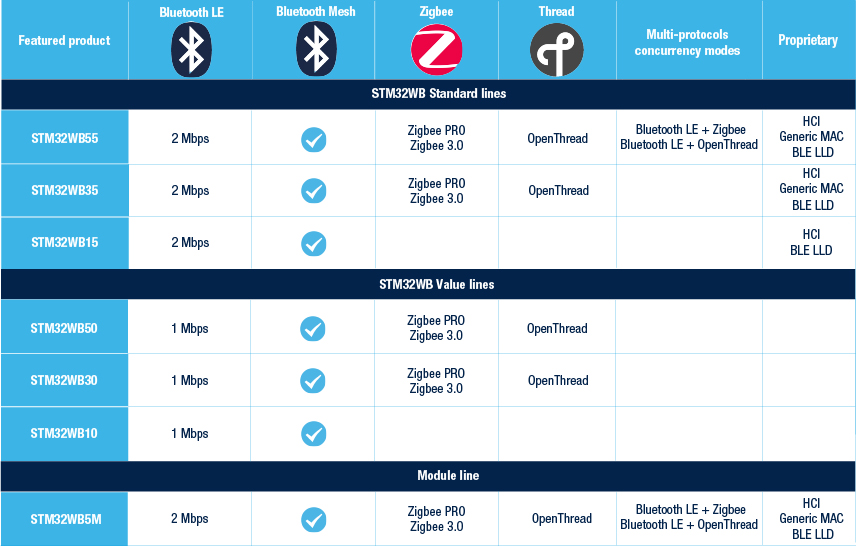 Featured product
Bluetooth LE
Bluetooth Mesh
Zigbee
Thread
Multi-protocols
concurrency modes
Proprietary
STM32WB Standard lines
STM32WB55
2 Mbps
Zigbee PRO
Zigbee 3.0
OpenThread
Bluetooth LE + Zigbee
Bluetooth LE + OpenThread
HCI
Generic MAC
BLE LLD
STM32WB35
2 Mbps
Zigbee PRO
Zigbee 3.0
OpenThread
HCI
Generic MAC
BLE LLD
STM32WB15
2 Mbps
HCI
BLE LLD
STM32WB Value lines
STM32WB50
1 Mbps
Zigbee PRO
Zigbee 3.0
OpenThread
STM32WB30
1 Mbps
Zigbee PRO
Zigbee 3.0
OpenThread
STM32WB10
1 Mbps
Module line
STM32WB5M
2 Mbps
Zigbee PRO
Zigbee 3.0
OpenThread
Bluetooth LE + Zigbee
Bluetooth LE + OpenThread
HCI
Generic MAC
BLE LLD